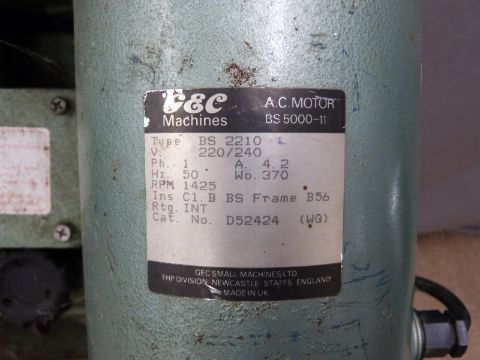 GEC A.C. MOTOR
Machines BS 5000-11
Type BS 2210
V. 220/240
Ph. 1 A. 4.2
Hz. 50 Wo. 370
RPM 1425
Ins Cl. B BS Frame B56
Rtg. INT
Cat. No. D52424 (WG)
GEC SMALL MACHINES LTD
FHP DIVISION NEWCASTLE STAFFS ENGLAND
MADE IN UK